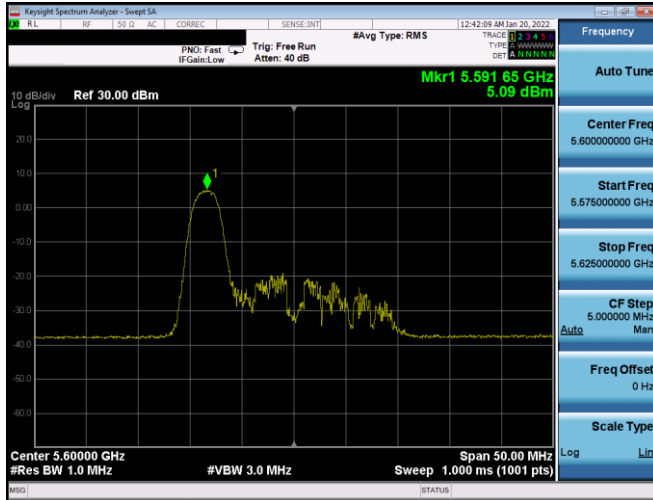 Keysight Spectrum Analyzer - Swept SA
RL RF 50 Ω AC CORREC SENSE:INT 12:42:09 AM Jan 20, 2022
#Avg Type: RMS
TRACE 1 2 3 4 5 6
PNO: Fast Trig: Free Run TYPE A WWWWW
IFGain:Low Atten: 40 dB DET A N N N N N
Mkr1 5.591 65 GHz
5.09 dBm
10 dB/div Ref 30.00 dBm
Log
1
20.0
10.0
0.00
-10.0
-20.0
-30.0
-40.0
-50.0
-60.0
Center 5.60000 GHz Span 50.00 MHz
#Res BW 1.0 MHz #VBW 3.0 MHz Sweep 1.000 ms (1001 pts)
MSG STATUS
Frequency
Auto Tune
Center Freq
5.600000000 GHz
Start Freq
5.575000000 GHz
Stop Freq
5.625000000 GHz
CF Step
5.000000 MHz
Auto Man
Freq Offset
0 Hz
Scale Type
Log Lin